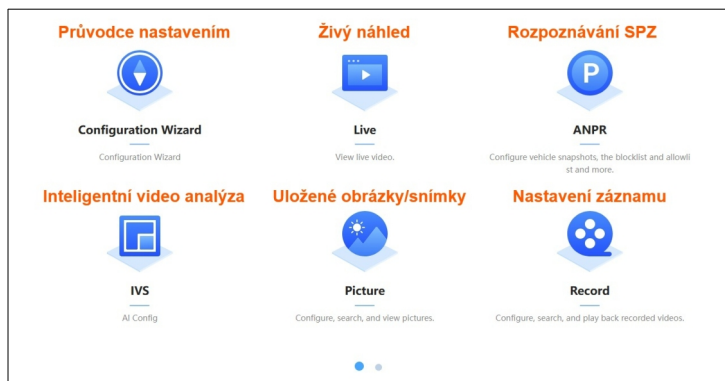 Průvodce nastavením
Živý náhled
Rozpoznávání SPZ
P
Configuration Wizard
Live
ANPR
Configuration Wizard
View live video.
Configure vehicle snapshots, the blocklist and allowli
st and more.
Inteligentní video analýza
Uložené obrázky/snímky
Nastavení záznamu
IVS
Picture
Record
AI Config
Configure, search, and view pictures.
Configure, search, and play back recorded videos.